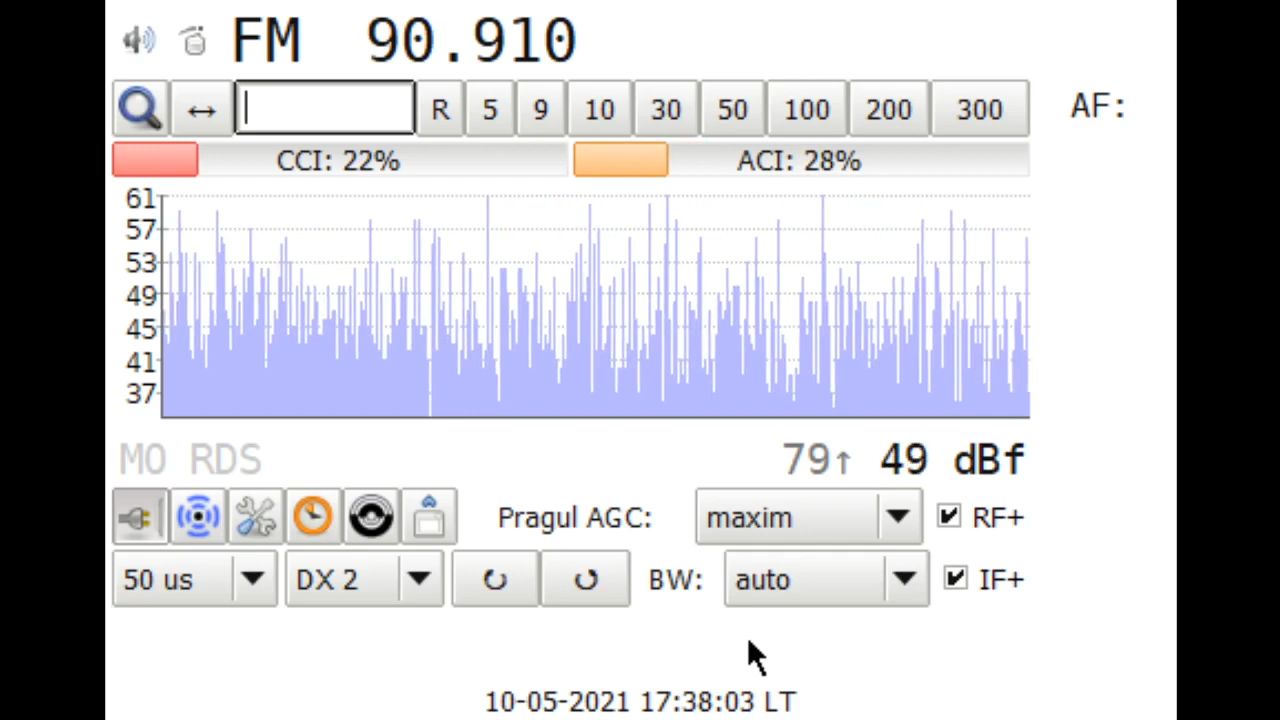 FM 90.910
R 5 9 10 30 50 100 200 300 AF:
CCI: 22% ACI: 28%
61
57
53
49
45
41
37
MO RDS 79↑ 49 dBf
Pragul AGC: maxim RF+
50 us DX 2 BW: auto IF+
10-05-2021 17:38:03 LT